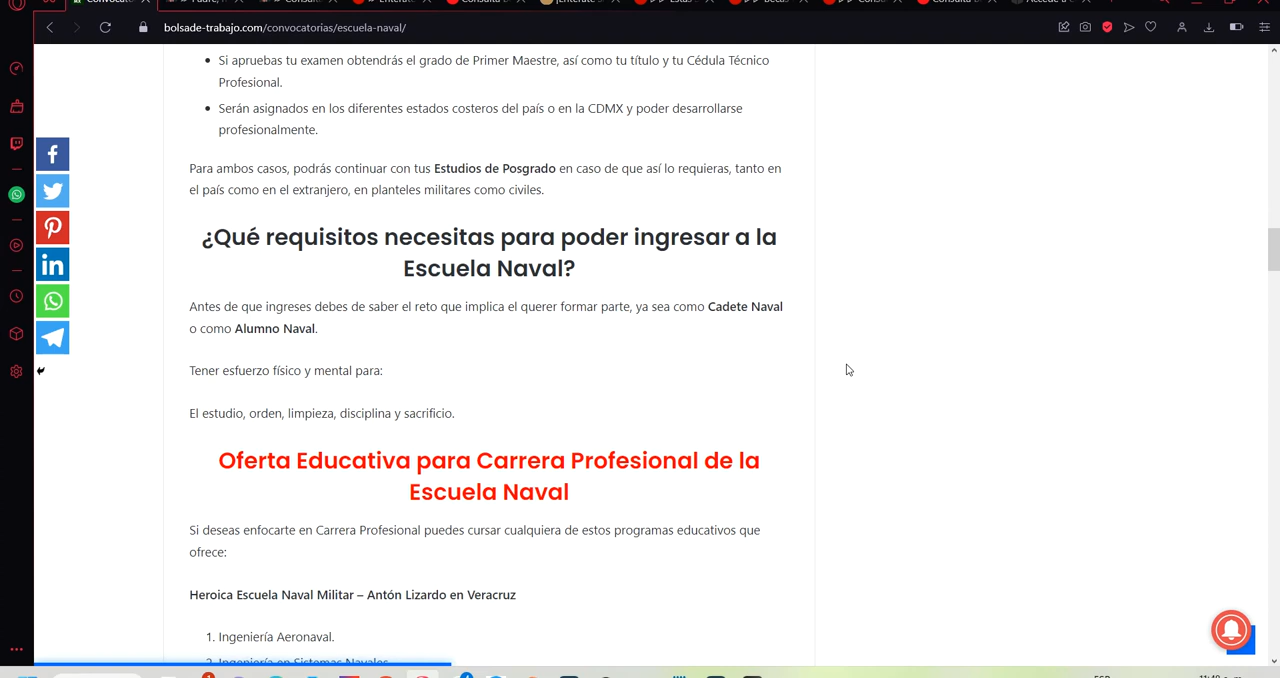 bolsade-trabajo.com/convocatorias/escuela-naval/
Si apruebas tu examen obtendrás el grado de Primer Maestre, así como tu título y tu Cédula Técnico
Profesional.
Serán asignados en los diferentes estados costeros del país o en la CDMX y poder desarrollarse
profesionalmente.
Para ambos casos, podrás continuar con tus Estudios de Posgrado en caso de que así lo requieras, tanto en
el país como en el extranjero, en planteles militares como civiles.
¿Qué requisitos necesitas para poder ingresar a la
Escuela Naval?
Antes de que ingreses debes de saber el reto que implica el querer formar parte, ya sea como Cadete Naval
o como Alumno Naval.
Tener esfuerzo físico y mental para:
El estudio, orden, limpieza, disciplina y sacrificio.
Oferta Educativa para Carrera Profesional de la
Escuela Naval
Si deseas enfocarte en Carrera Profesional puedes cursar cualquiera de estos programas educativos que
ofrece:
Heroica Escuela Naval Militar – Antón Lizardo en Veracruz
1. Ingeniería Aeronaval.
2. Ingeniería en Sistemas Navales